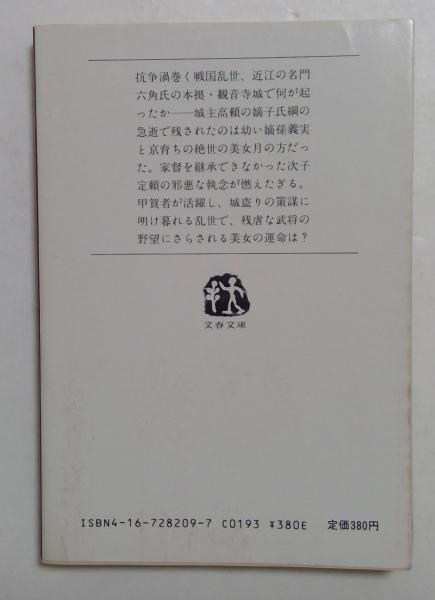 抗争渦巻く戦国乱世、近江の名門
六角氏の本拠・観音寺城で何が起
ったか――城主高頼の嫡子氏綱の
急逝で残されたのは幼い嫡孫義実
と京育ちの絶世の美女月の方だっ
た。家督を継承できなかった次子
定頼の邪悪な執念が燃えたぎる。
甲賀者が活躍し、城盗りの策謀に
明け暮れる乱世で、残虐な武将の
野望にさらされる美女の運命は？
文春文庫
ISBN4-16-728209-7 C0193 ¥380E 定価380円